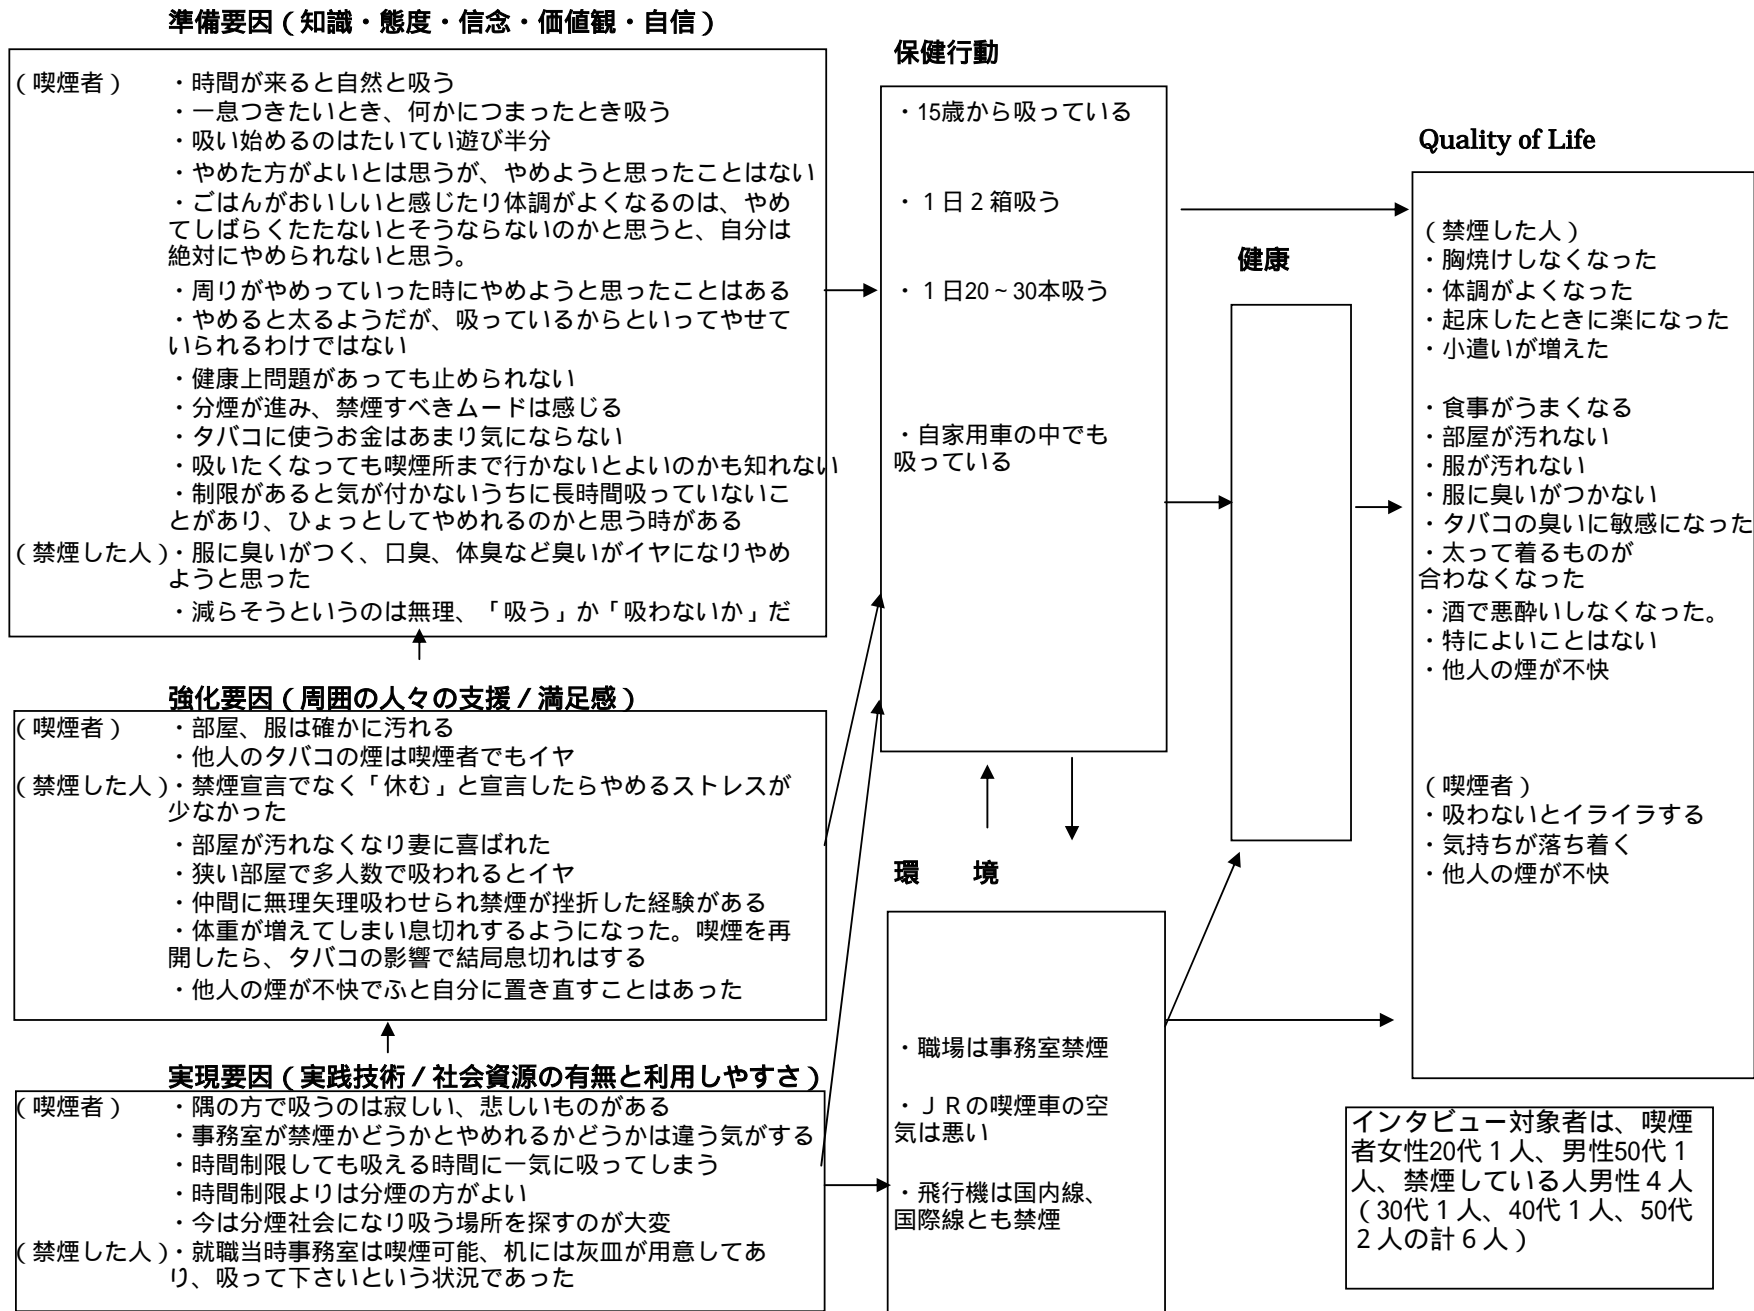 準備要因（知識・態度・信念・価値観・自信）
（喫煙者）　・時間が来ると自然と吸う
・一息つきたいとき、何かにつまったとき吸う
・吸い始めるのはたいてい遊び半分
・やめた方がよいとは思うが、やめようと思ったことはない
・ごはんがおいしいと感じたり体調がよくなるのは、やめ
てしばらくたたないとそうならないのかと思うと、自分は
絶対にやめられないと思う。
・周りがやめっていった時にやめようと思ったことはある
・やめると太るようだが、吸っているからといってやせて
いられるわけではない
・健康上問題があっても止められない
・分煙が進み、禁煙すべきムードは感じる
・タバコに使うお金はあまり気にならない
・吸いたくなっても喫煙所まで行かないとよいのかも知れない
・制限があると気が付かないうちに長時間吸っていないこ
とがあり、ひょっとしてやめれるのかと思う時がある
（禁煙した人）・服に臭いがつく、口臭、体臭など臭いがイヤになりやめ
ようと思った
・減らそうというのは無理、「吸う」か「吸わないか」だ
強化要因（周囲の人々の支援／満足感）
（喫煙者）　・部屋、服は確かに汚れる
・他人のタバコの煙は喫煙者でもイヤ
（禁煙した人）・禁煙宣言でなく「休む」と宣言したらやめるストレスが
少なかった
・部屋が汚れなくなり妻に喜ばれた
・狭い部屋で多人数で吸われるとイヤ
・仲間に無理矢理吸わせられ禁煙が挫折した経験がある
・体重が増えてしまい息切れするようになった。喫煙を再
開したら、タバコの影響で結局息切れはする
・他人の煙が不快でふと自分に置き直すことはあった
実現要因（実践技術／社会資源の有無と利用しやすさ）
（喫煙者）　・隅の方で吸うのは寂しい、悲しいものがある
・事務室が禁煙かどうかとやめれるかどうかは違う気がする
・時間制限しても吸える時間に一気に吸ってしまう
・時間制限よりは分煙の方がよい
・今は分煙社会になり吸う場所を探すのが大変
（禁煙した人）・就職当時事務室は喫煙可能、机には灰皿が用意してあ
り、吸って下さいという状況であった
保健行動
・15歳から吸っている
・１日２箱吸う
・１日20～30本吸う
・自家用車の中でも
吸っている
環　境
・職場は事務室禁煙
・ＪＲの喫煙車の空
気は悪い
・飛行機は国内線、
国際線とも禁煙
健康
Quality of Life
（禁煙した人）
・胸焼けしなくなった
・体調がよくなった
・起床したときに楽になった
・小遣いが増えた
・食事がうまくなる
・部屋が汚れない
・服が汚れない
・服に臭いがつかない
・タバコの臭いに敏感になった
・太って着るものが
合わなくなった
・酒で悪酔いしなくなった。
・特によいことはない
・他人の煙が不快
（喫煙者）
・吸わないとイライラする
・気持ちが落ち着く
・他人の煙が不快
インタビュー対象者は、喫煙
者女性20代１人、男性50代１
人、禁煙している人男性４人
（30代１人、40代１人、50代
２人の計６人）